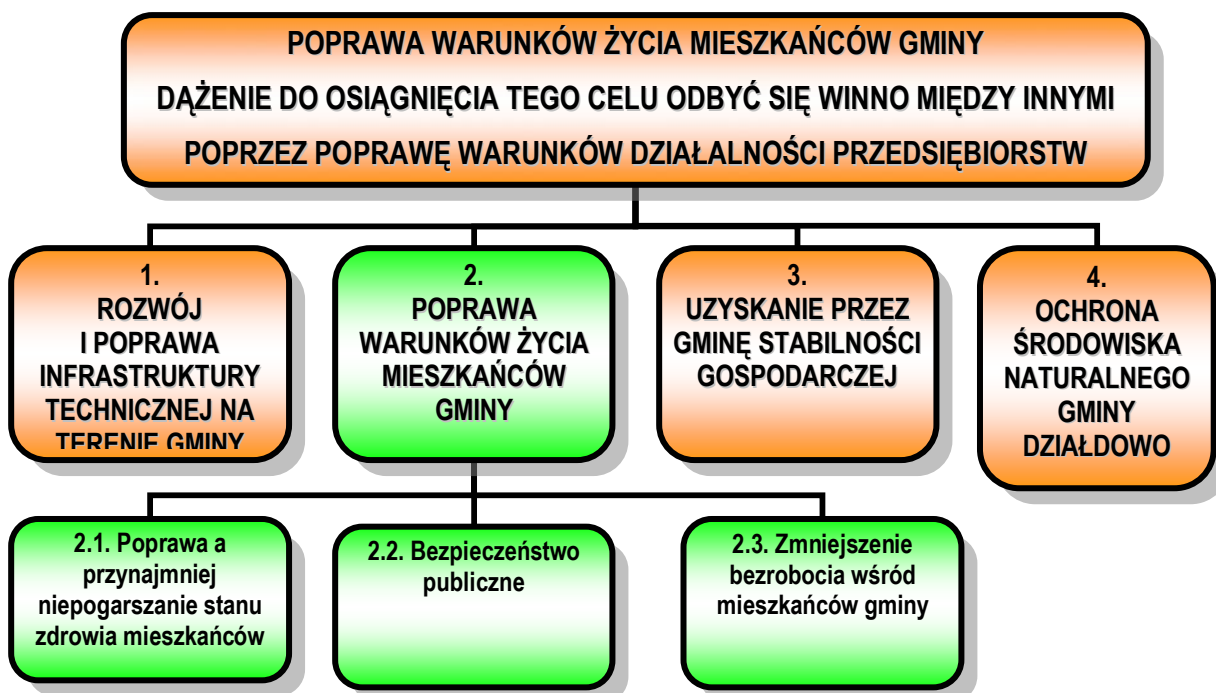 POPRAWA WARUNKÓW ŻYCIA MIESZKAŃCÓW GMINY
DĄŻENIE DO OSIĄGNIĘCIA TEGO CELU ODBYĆ SIĘ WINNO MIĘDZY INNYMI
POPRZEZ POPRAWĘ WARUNKÓW DZIAŁALNOŚCI PRZEDSIĘBIORSTW
1.
ROZWÓJ
I POPRAWA
INFRASTRUKTURY
TECHNICZNEJ NA
TERENIE GMINY
2.
POPRAWA
WARUNKÓW ŻYCIA
MIESZKAŃCÓW
GMINY
3.
UZYSKANIE PRZEZ
GMINĘ STABILNOŚCI
GOSPODARCZEJ
4.
OCHRONA
ŚRODOWISKA
NATURALNEGO
GMINY
DZIAŁDOWO
2.1. Poprawa a
przynajmniej
niepogarszanie stanu
zdrowia mieszkańców
2.2. Bezpieczeństwo
publiczne
2.3. Zmniejszenie
bezrobocia wśród
mieszkańców gminy